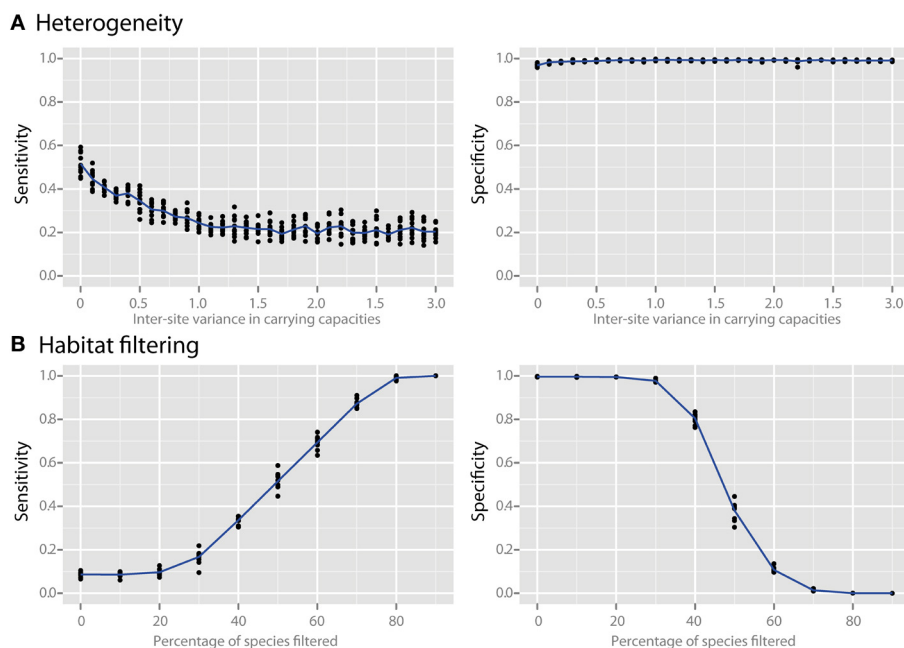 A Heterogeneity
Sensitivity
1.0
0.8
0.6
0.4
0.2
0.0
0 0.5 1.0 1.5 2.0 1.5 3.0
Inter-site variance in carrying capacities
Specificity
1.0
0.8
0.6
0.4
0.2
0.0
0 0.5 1.0 1.5 2.0 1.5 3.0
Inter-site variance in carrying capacities
B Habitat filtering
Sensitivity
1.0
0.8
0.6
0.4
0.2
0.0
0 20 40 60 80
Percentage of species filtered
Specificity
1.0
0.8
0.6
0.4
0.2
0.0
0 20 40 60 80
Percentage of species filtered